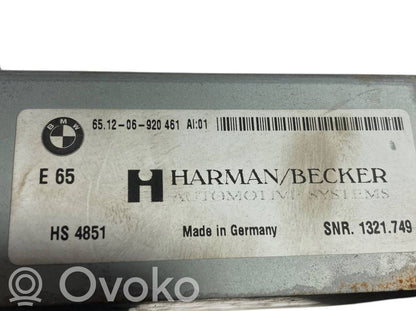 BMW
65.12-06-920 461 AI:01
E 65
HARMAN/BECKER
AUTOMOTIVE SYSTEMS
HS 4851
Made in Germany
SNR. 1321.749
© Ovoko